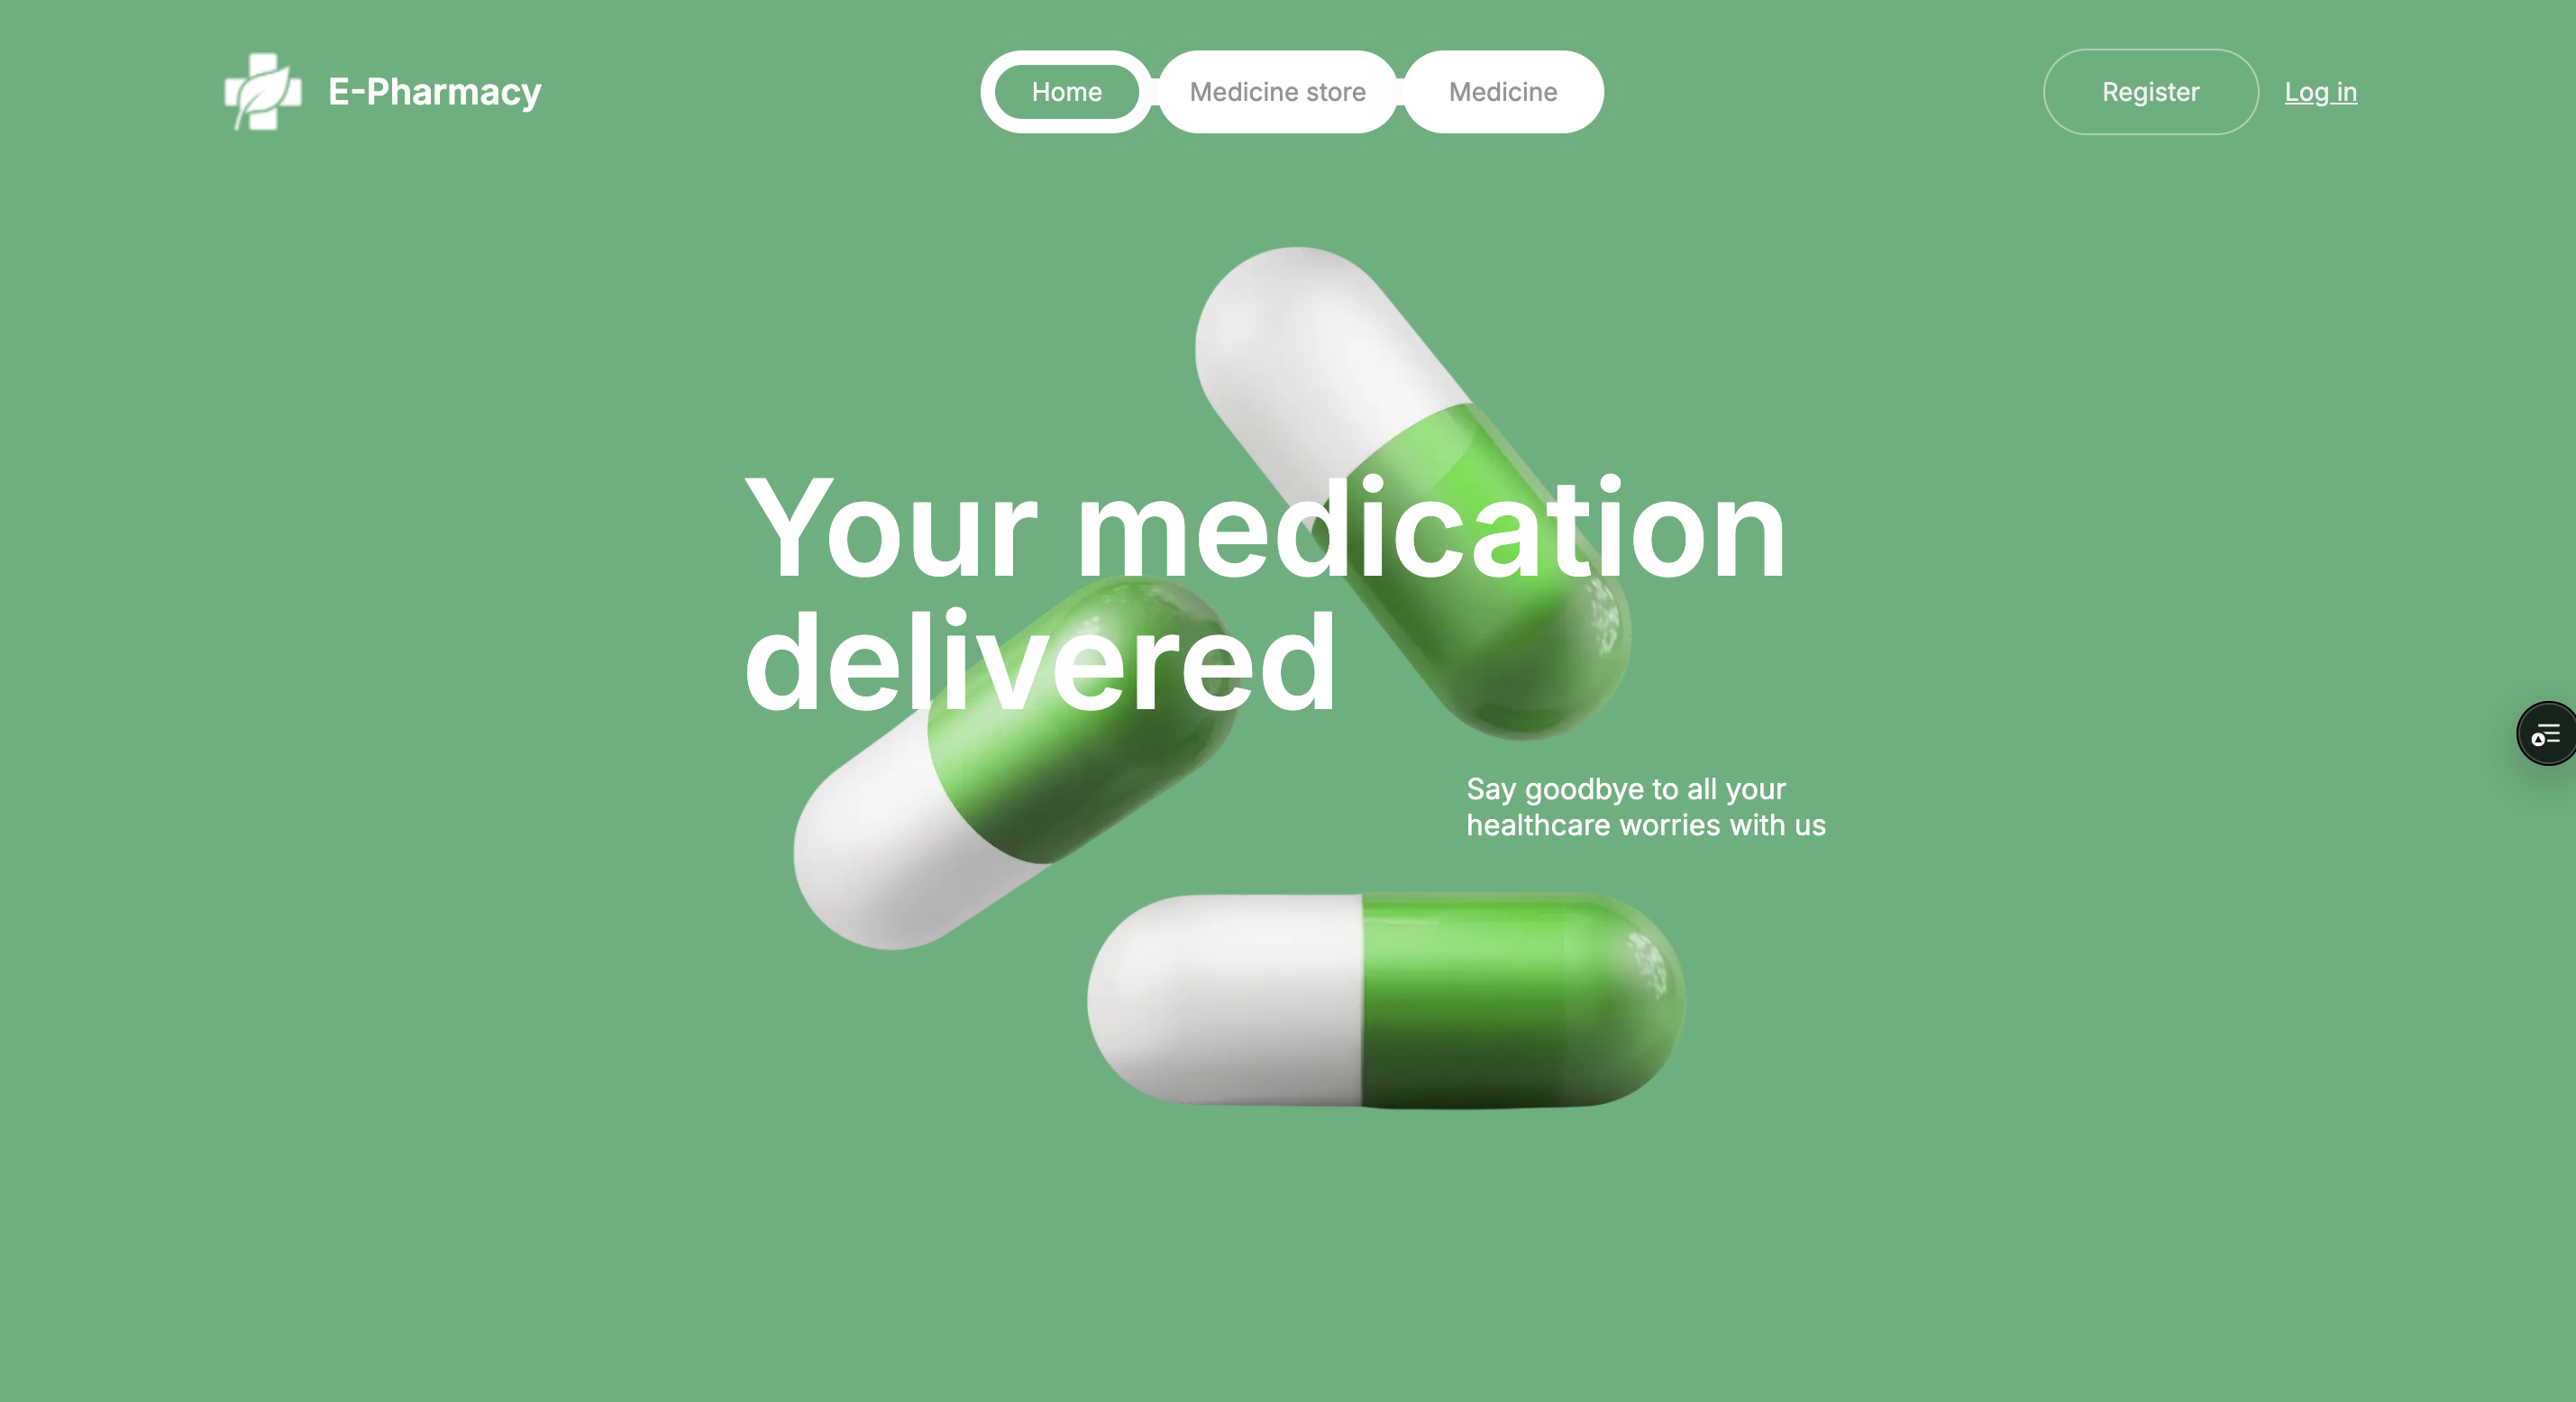 E-Pharmacy
Home
Medicine store
Medicine
Register
Log in
Your medication
delivered
Say goodbye to all your
healthcare worries with us